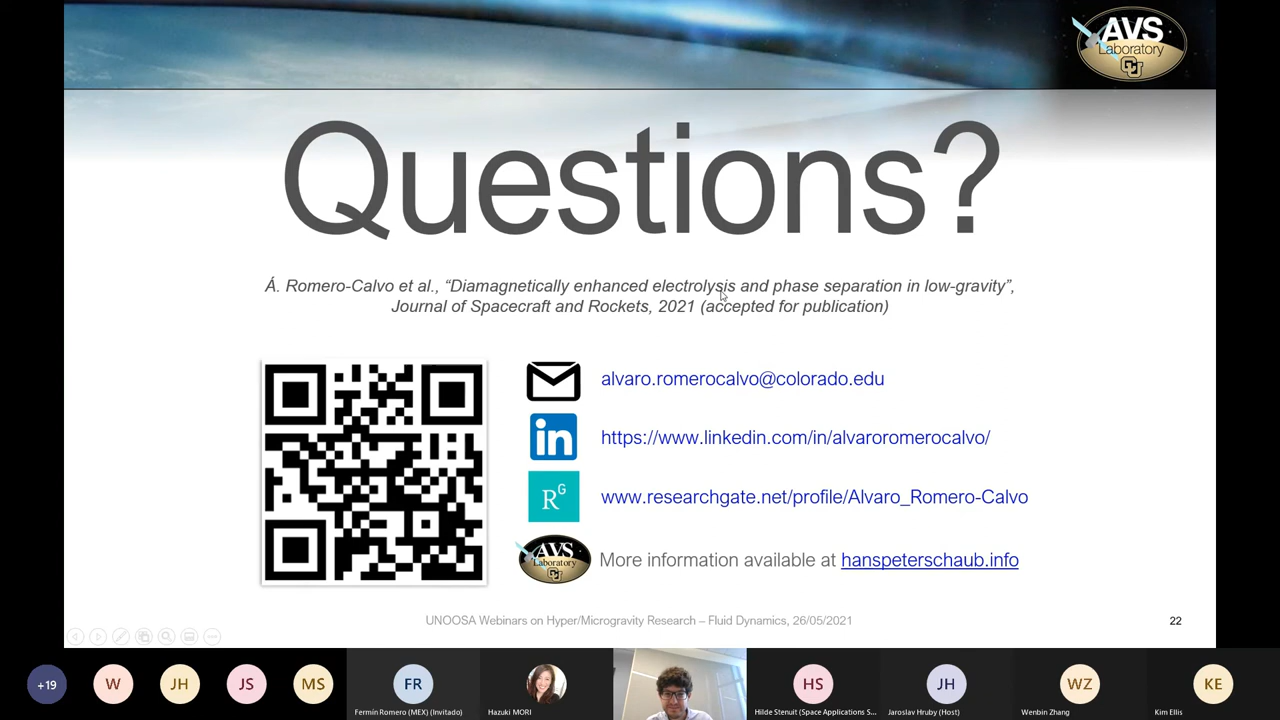 AVS
Laboratory
Questions?
Á. Romero-Calvo et al., “Diamagnetically enhanced electrolysis and phase separation in low-gravity”,
Journal of Spacecraft and Rockets, 2021 (accepted for publication)
alvaro.romerocalvo@colorado.edu
in
https://www.linkedin.com/in/alvaroromerocalvo/
RG
www.researchgate.net/profile/Alvaro_Romero-Calvo
AVS
Laboratory
More information available at hanspeterschaub.info
UNOOSA Webinars on Hyper/Microgravity Research – Fluid Dynamics, 26/05/2021
22
+19
W
JH
JS
MS
FR
HS
JH
WZ
KE
Fermín Romero (MEX) (Invitado)
Hazuki MORI
Hilde Stenuit (Space Applications S...
Jaroslav Hruby (Host)
Wenbin Zhang
Kim Ellis